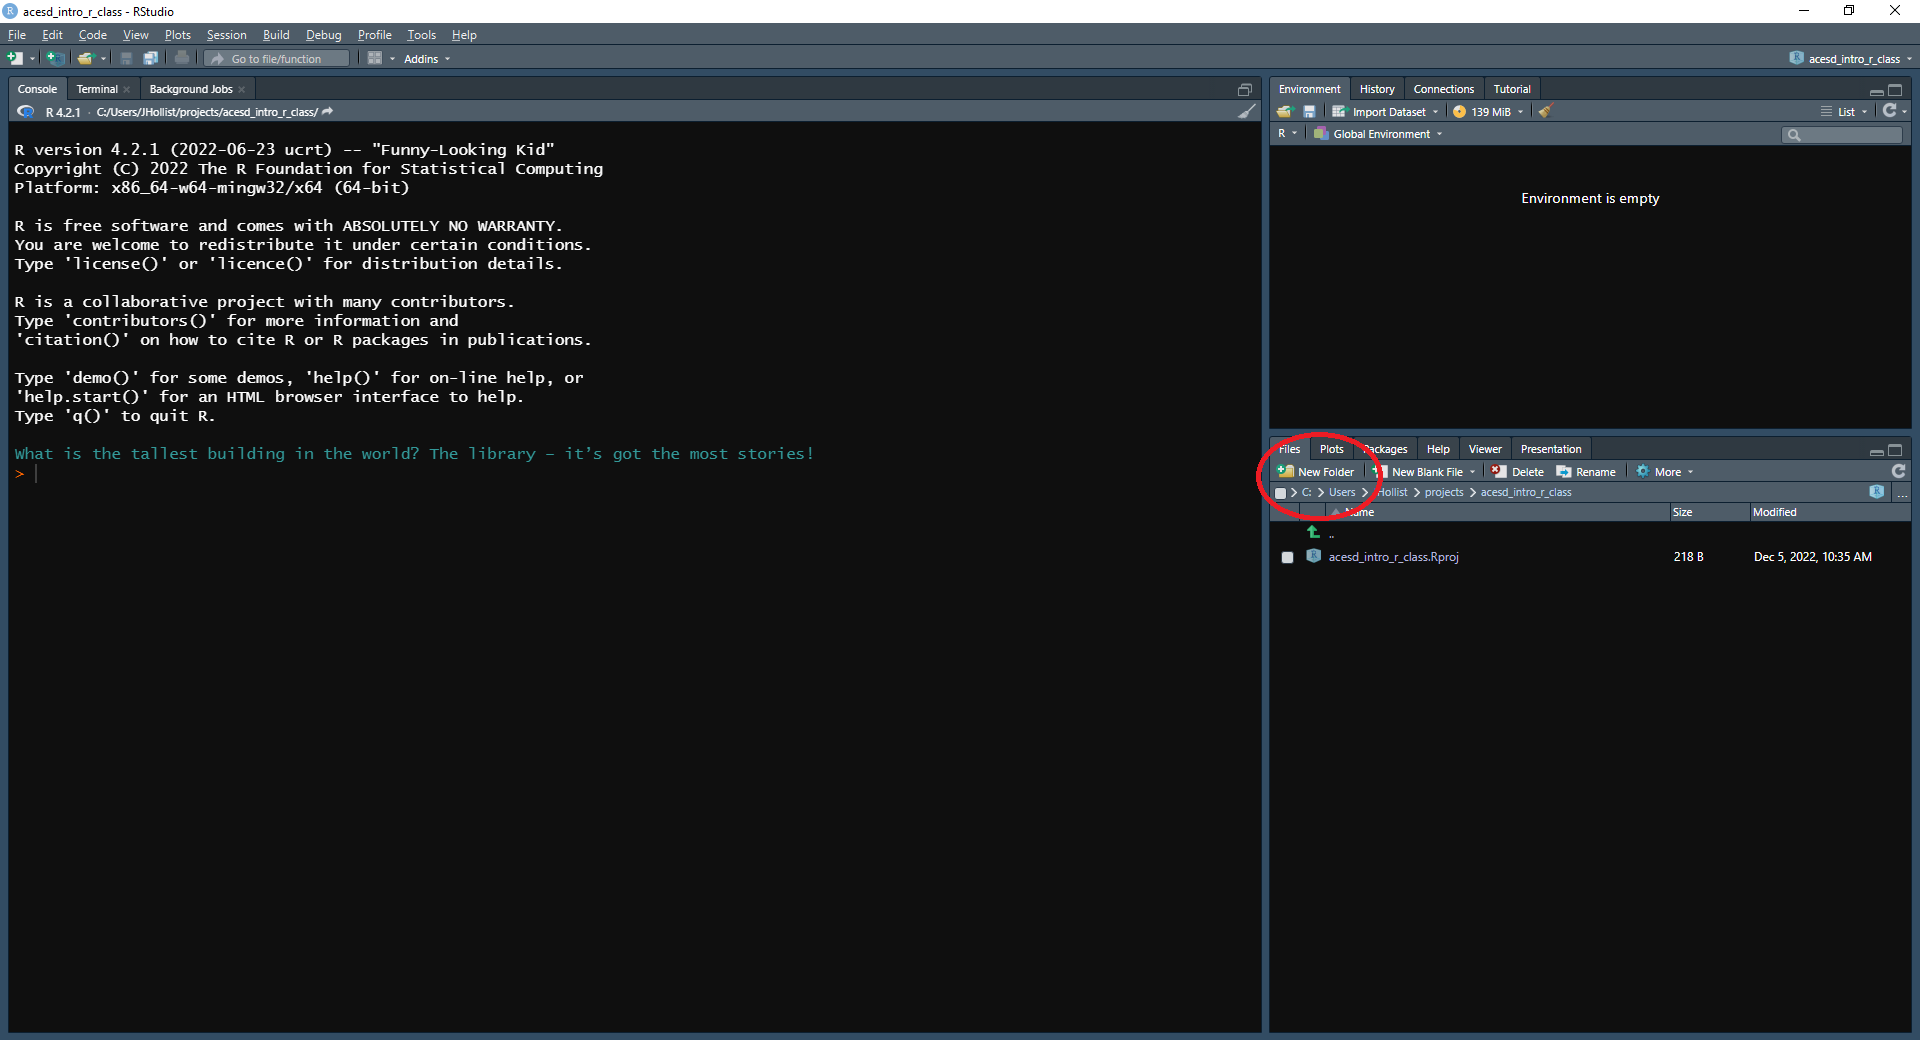 acesd_intro_r_class - RStudio
File Edit Code View Plots Session Build Debug Profile Tools Help
Go to file/function Addins acesd_intro_r_class
Console Terminal Background Jobs
R 4.2.1 · C:/Users/JHollist/projects/acesd_intro_r_class/
R version 4.2.1 (2022-06-23 ucrt) -- "Funny-Looking Kid"
Copyright (C) 2022 The R Foundation for Statistical Computing
Platform: x86_64-w64-mingw32/x64 (64-bit)
R is free software and comes with ABSOLUTELY NO WARRANTY.
You are welcome to redistribute it under certain conditions.
Type 'license()' or 'licence()' for distribution details.
R is a collaborative project with many contributors.
Type 'contributors()' for more information and
'citation()' on how to cite R or R packages in publications.
Type 'demo()' for some demos, 'help()' for on-line help, or
'help.start()' for an HTML browser interface to help.
Type 'q()' to quit R.
What is the tallest building in the world? The library – it’s got the most stories!
>
Environment History Connections Tutorial
Import Dataset 139 MiB List
R Global Environment
Environment is empty
Files Plots Packages Help Viewer Presentation
New Folder New Blank File Delete Rename More
C: > Users > JHollist > projects > acesd_intro_r_class ...
Name Size Modified
..
acesd_intro_r_class.Rproj 218 B Dec 5, 2022, 10:35 AM